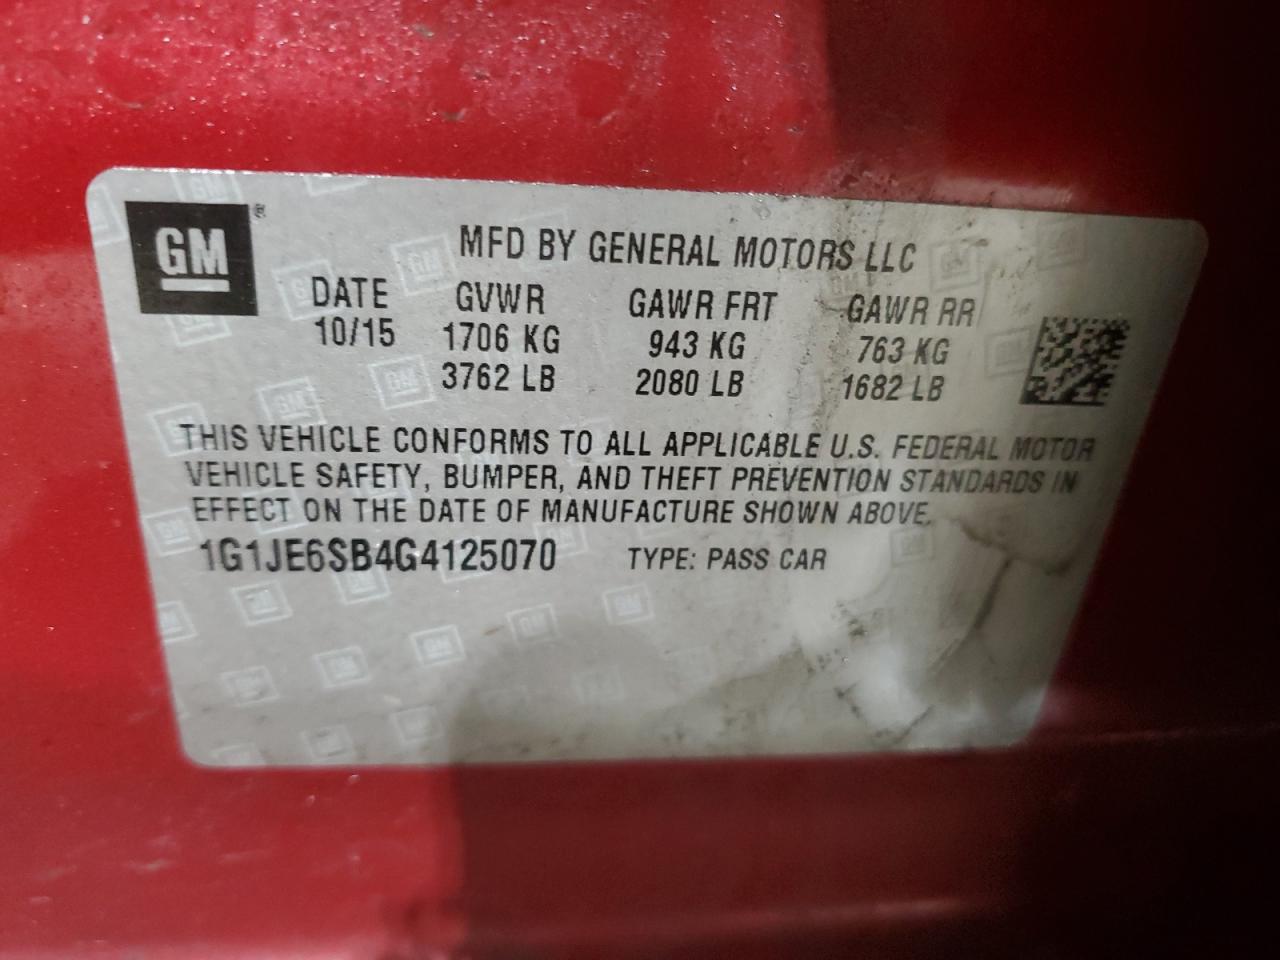 GM®
MFD BY GENERAL MOTORS LLC
DATE GVWR GAWR FRT GAWR RR
10/15 1706 KG 943 KG 763 KG
3762 LB 2080 LB 1682 LB
THIS VEHICLE CONFORMS TO ALL APPLICABLE U.S. FEDERAL MOTOR
VEHICLE SAFETY, BUMPER, AND THEFT PREVENTION STANDARDS IN
EFFECT ON THE DATE OF MANUFACTURE SHOWN ABOVE.
1G1JE6SB4G4125070 TYPE: PASS CAR